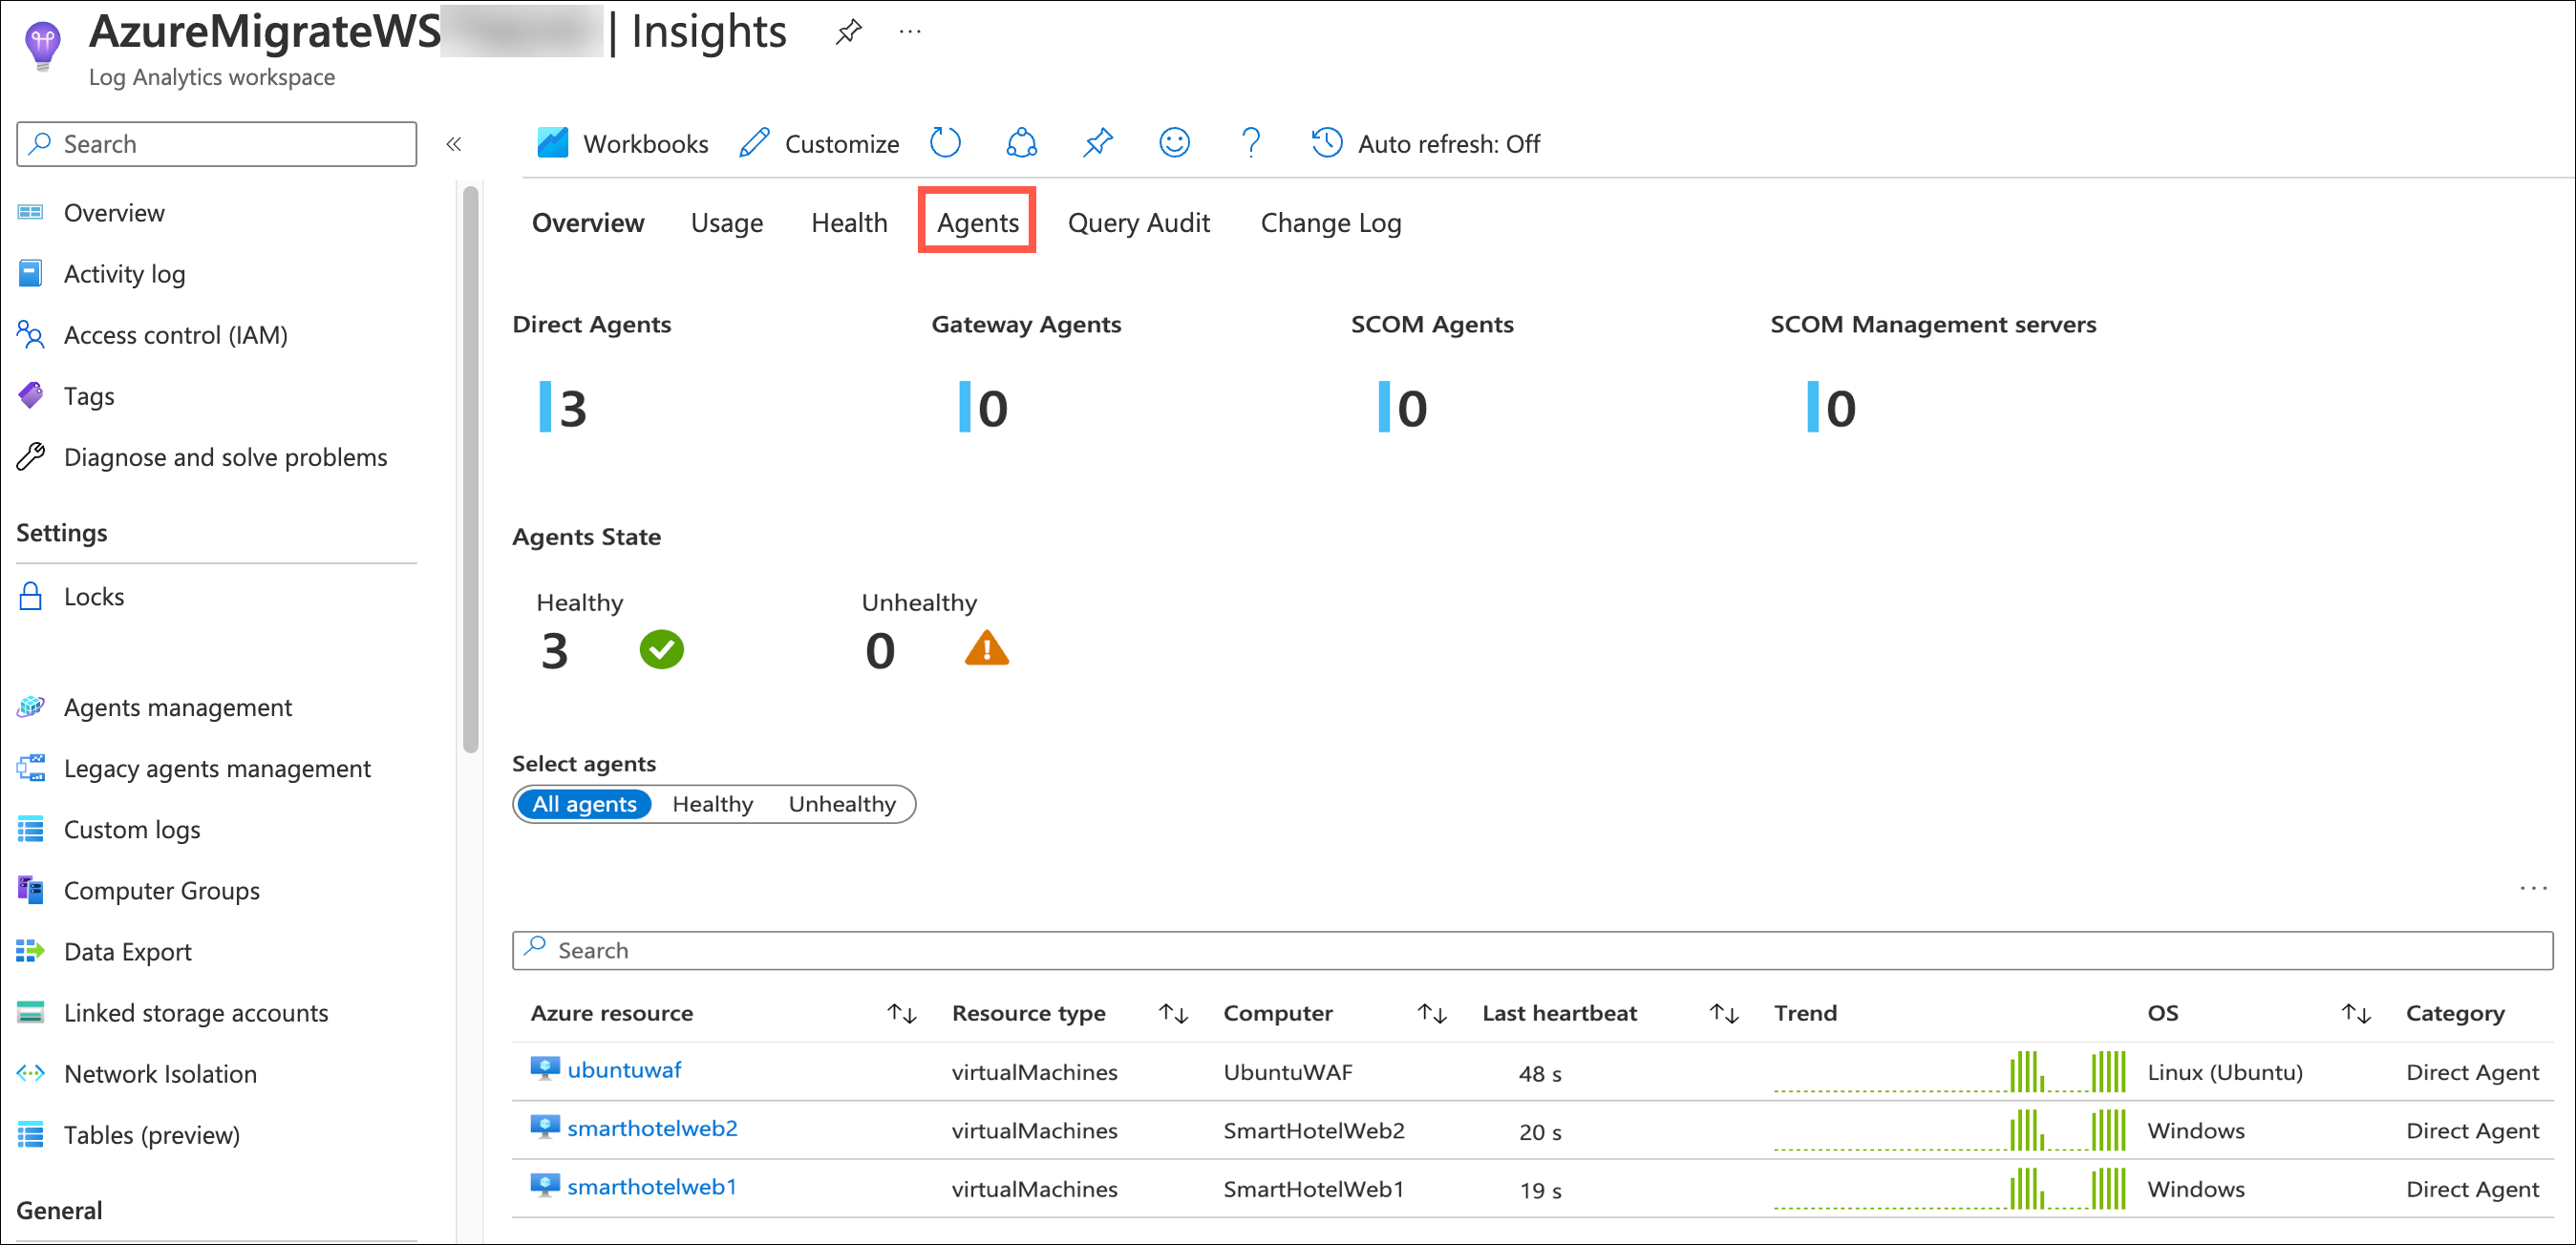 AzureMigrateWS | Insights ...
Log Analytics workspace
Search
«
Workbooks Customize ? Auto refresh: Off
Overview
Activity log
Access control (IAM)
Tags
Diagnose and solve problems
Settings
Locks
Agents management
Legacy agents management
Custom logs
Computer Groups
Data Export
Linked storage accounts
Network Isolation
Tables (preview)
General
Overview Usage Health Agents Query Audit Change Log
Direct Agents Gateway Agents SCOM Agents SCOM Management servers
3 0 0 0
Agents State
Healthy Unhealthy
3 0
Select agents
All agents Healthy Unhealthy
...
Search
Azure resource ↑↓ Resource type ↑↓ Computer ↑↓ Last heartbeat ↑↓ Trend OS ↑↓ Category
ubuntuwaf virtualMachines UbuntuWAF 48 s Linux (Ubuntu) Direct Agent
smarthotelweb2 virtualMachines SmartHotelWeb2 20 s Windows Direct Agent
smarthotelweb1 virtualMachines SmartHotelWeb1 19 s Windows Direct Agent